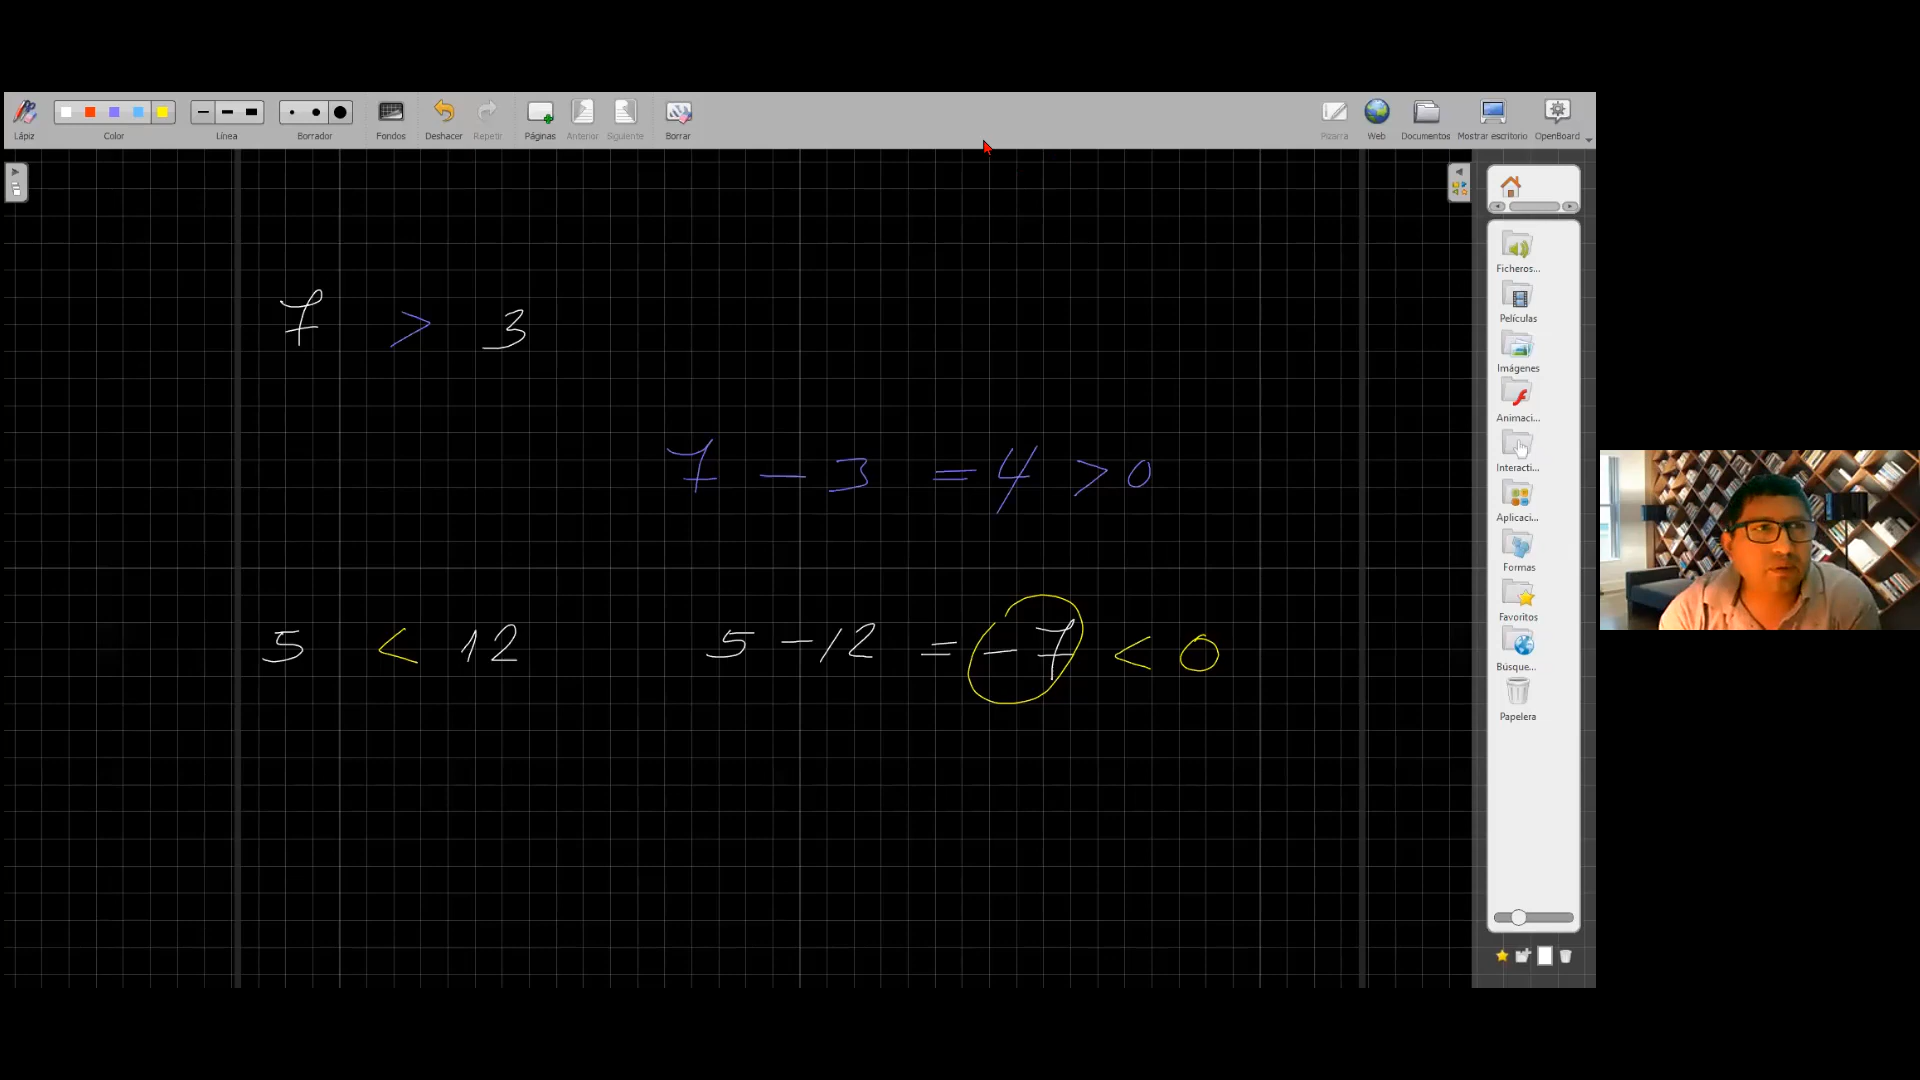 Lápiz Color Línea Borrador Fondos Deshacer Repetir Páginas Anterior Siguiente Borrar Pizarra Web Documentos Mostrar escritorio OpenBoard
7 > 3
7 - 3 = 4 > 0
5 < 12 5 - 12 = -7 < 0
Ficheros...
Películas
Imágenes
Animaci...
Interacti...
Aplicaci...
Formas
Favoritos
Búsque...
Papelera